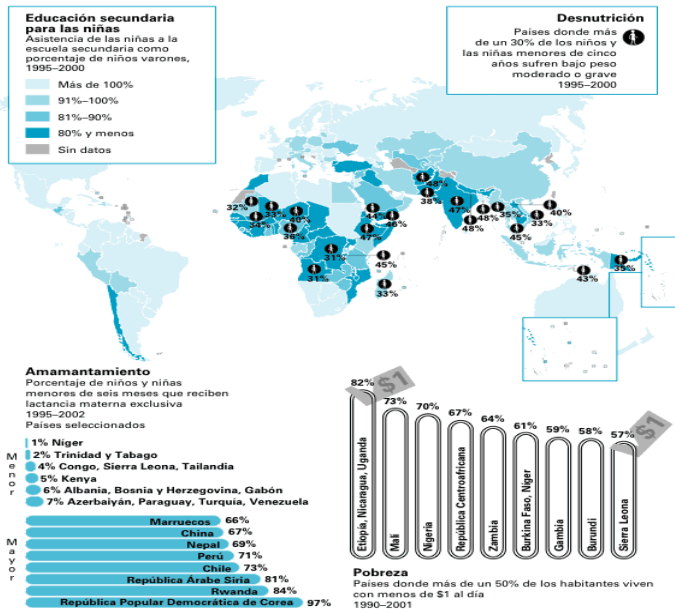 Educación secundaria
para las niñas
Asistencia de las niñas a la
escuela secundaria como
porcentaje de niños varones,
1995–2000
Más de 100%
91%–100%
81%–90%
80% y menos
Sin datos
Desnutrición
Países donde más
de un 30% de los niños y
las niñas menores de cinco
años sufren bajo peso
moderado o grave
1995–2000
32%
34%
33%
40%
36%
44%
46%
47%
31%
31%
45%
33%
48%
38%
47%
48%
48%
35%
45%
33%
40%
43%
35%
Amamantamiento
Porcentaje de niños y niñas
menores de seis meses que reciben
lactancia materna exclusiva
1995–2002
Países seleccionados
Menor
1% Níger
2% Trinidad y Tabago
4% Congo, Sierra Leona, Tailandia
5% Kenya
6% Albania, Bosnia y Herzegovina, Gabón
7% Azerbaiyán, Paraguay, Turquía, Venezuela
Mayor
Marruecos 66%
China 67%
Nepal 69%
Perú 71%
Chile 73%
República Árabe Siria 81%
Rwanda 84%
República Popular Democrática de Corea 97%
$1
$1
82%
73%
70%
67%
64%
61%
59%
58%
57%
Etiopía, Nicaragua, Uganda
Malí
Nigeria
República Centroafricana
Zambia
Burkina Faso, Níger
Gambia
Burundi
Sierra Leona
Pobreza
Países donde más de un 50% de los habitantes viven
con menos de $1 al día
1990–2001